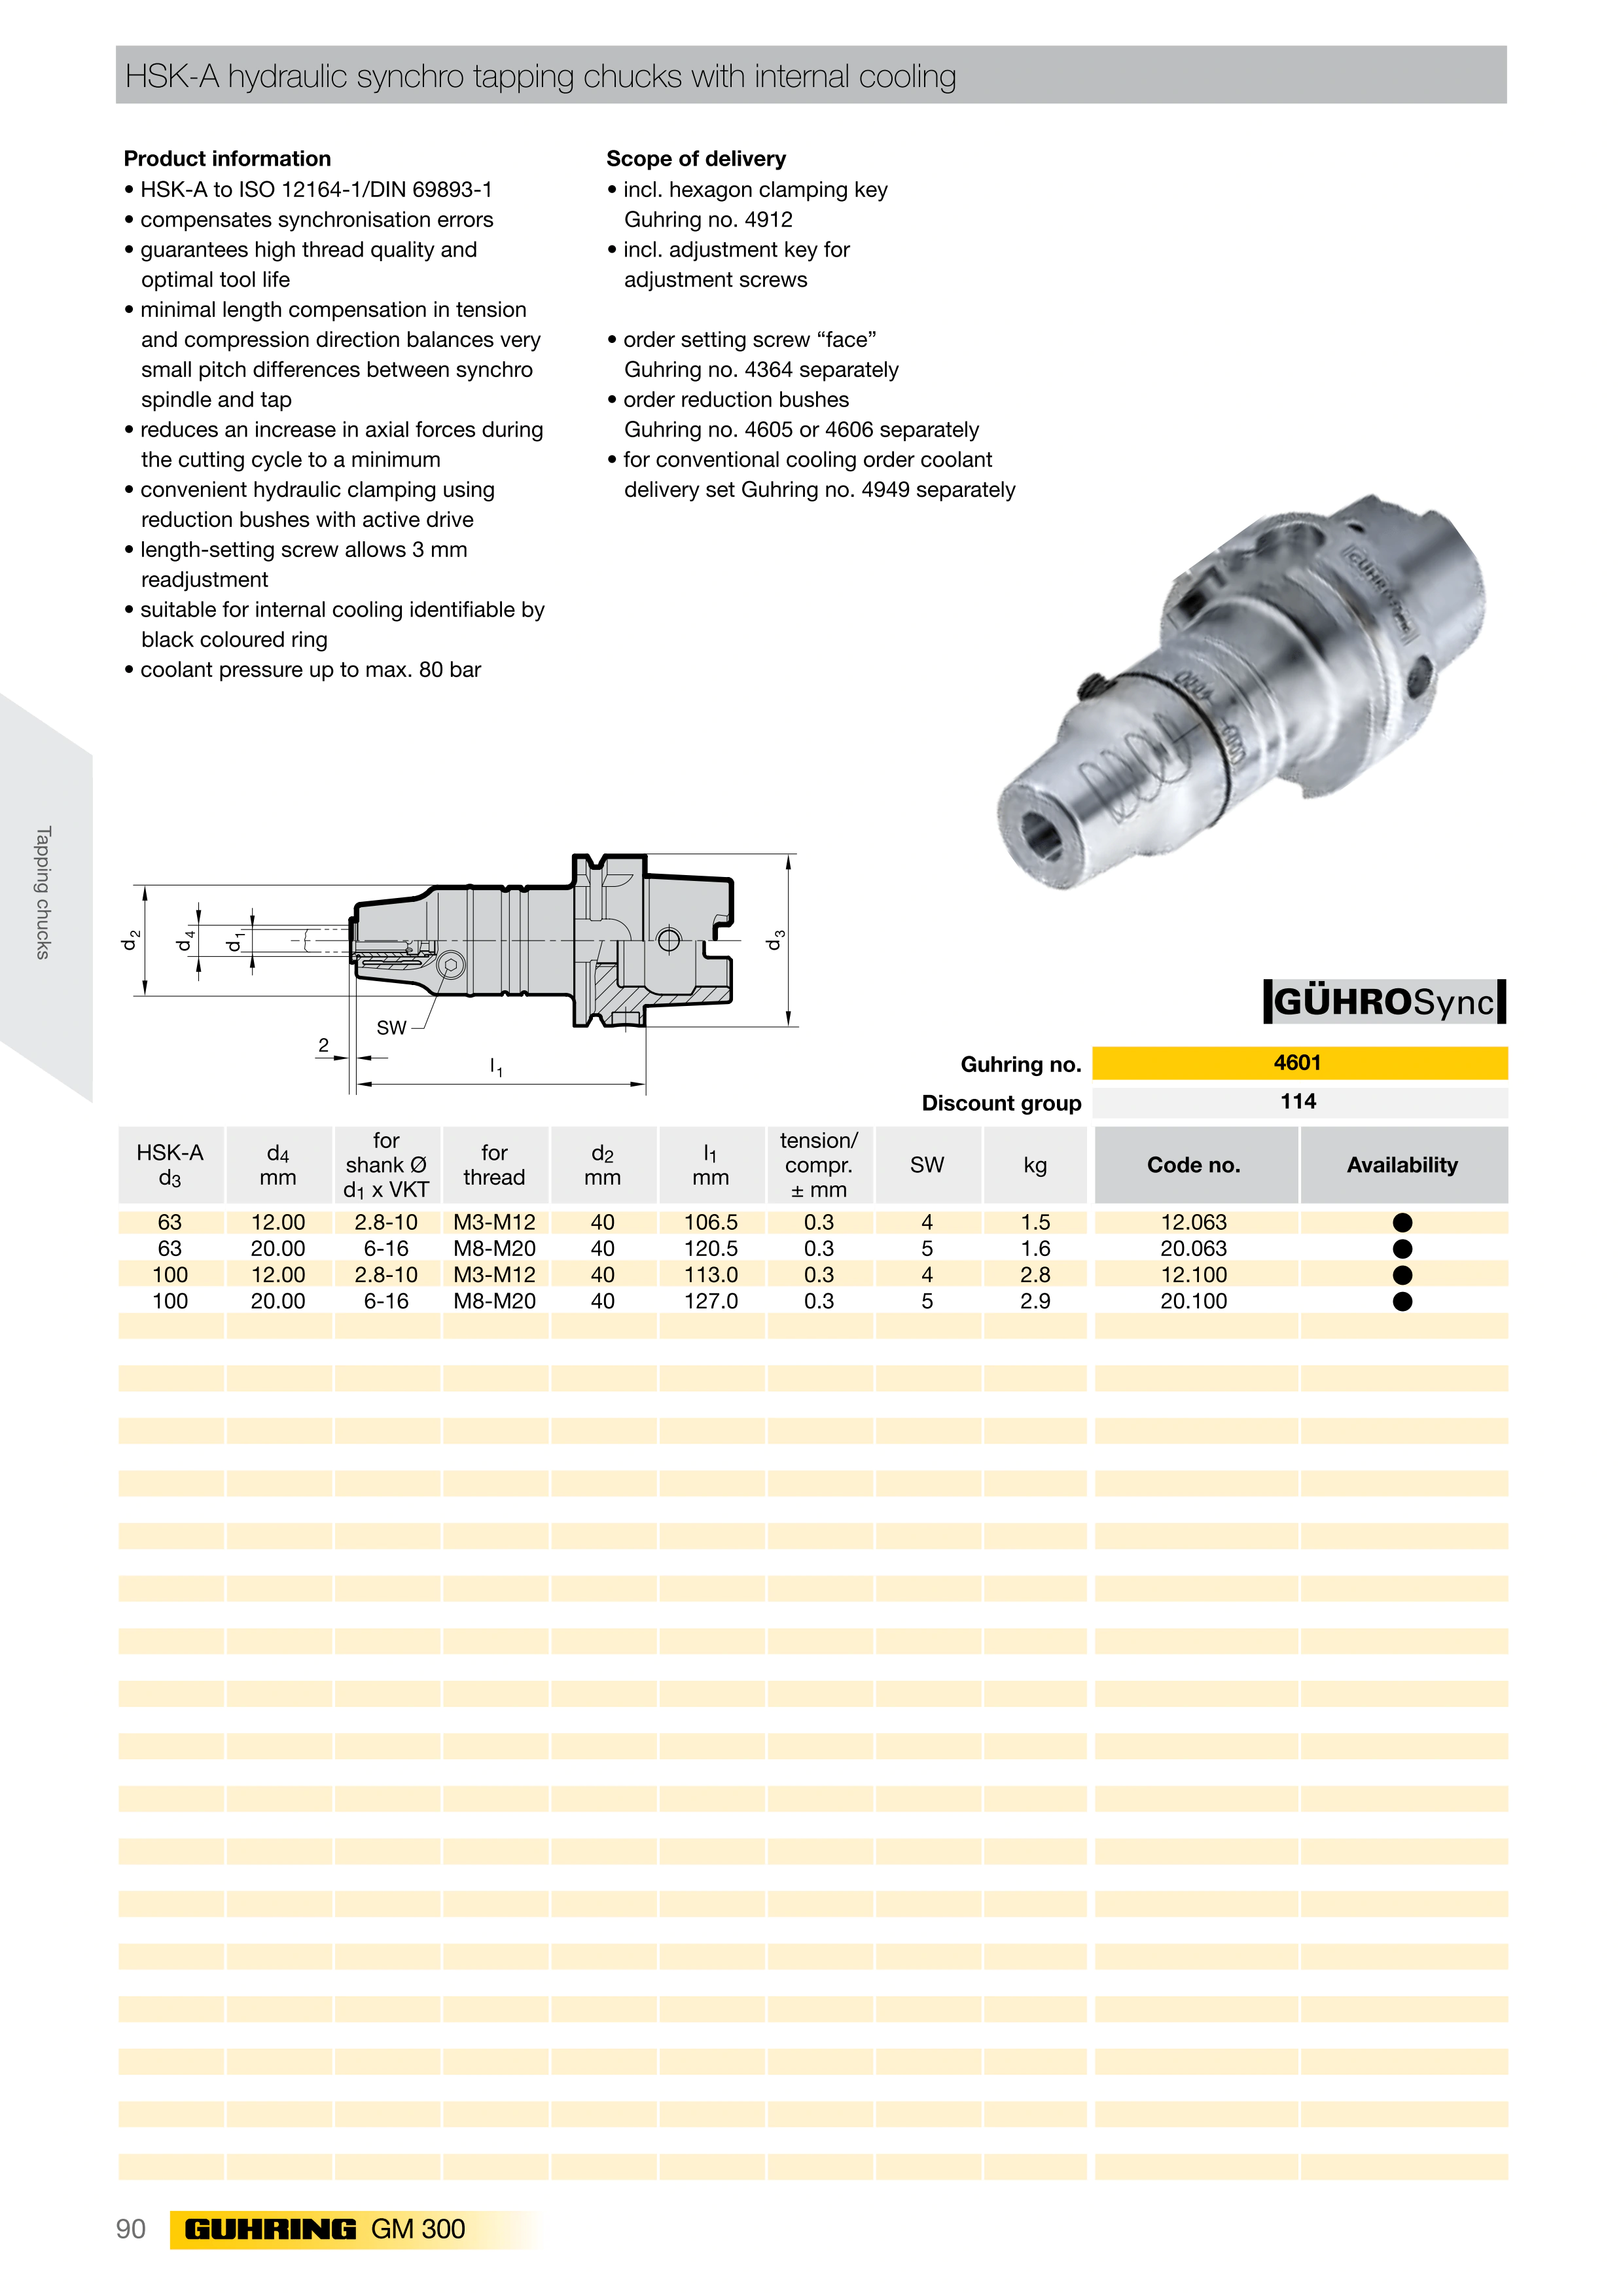 HSK-A hydraulic synchro tapping chucks with internal cooling
Product information
• HSK-A to ISO 12164-1/DIN 69893-1
• compensates synchronisation errors
• guarantees high thread quality and
optimal tool life
• minimal length compensation in tension
and compression direction balances very
small pitch differences between synchro
spindle and tap
• reduces an increase in axial forces during
the cutting cycle to a minimum
• convenient hydraulic clamping using
reduction bushes with active drive
• length-setting screw allows 3 mm
readjustment
• suitable for internal cooling identifiable by
black coloured ring
• coolant pressure up to max. 80 bar
Scope of delivery
• incl. hexagon clamping key
Guhring no. 4912
• incl. adjustment key for
adjustment screws
• order setting screw “face”
Guhring no. 4364 separately
• order reduction bushes
Guhring no. 4605 or 4606 separately
• for conventional cooling order coolant
delivery set Guhring no. 4949 separately
Tapping chucks
d2
d4
d1
d3
SW
2
l1
GÜHROSync
Guhring no. 4601
Discount group 114
HSK-A d3
d4 mm
for shank Ø d1 x VKT
for thread
d2 mm
l1 mm
tension/ compr. ± mm
SW
kg
Code no.
Availability
63 12.00 2.8-10 M3-M12 40 106.5 0.3 4 1.5 12.063 ●
63 20.00 6-16 M8-M20 40 120.5 0.3 5 1.6 20.063 ●
100 12.00 2.8-10 M3-M12 40 113.0 0.3 4 2.8 12.100 ●
100 20.00 6-16 M8-M20 40 127.0 0.3 5 2.9 20.100 ●
90 GUHRING GM 300